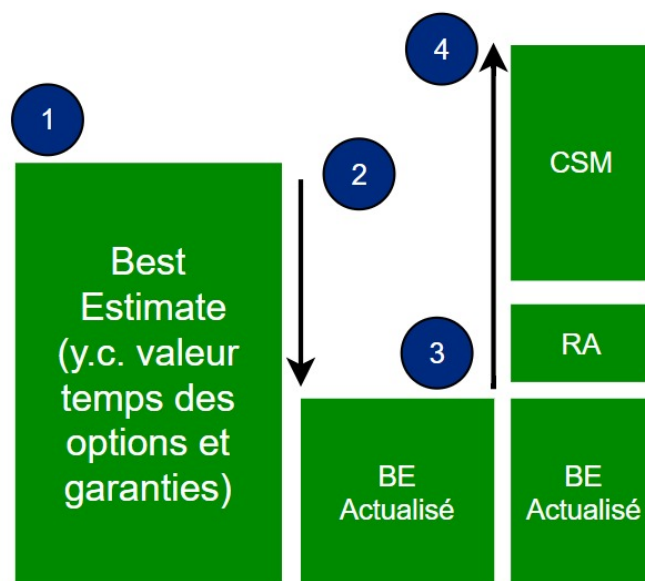 1
Best
Estimate
(y.c. valeur
temps des
options et
garanties)
2
3
BE
Actualisé
4
CSM
RA
BE
Actualisé